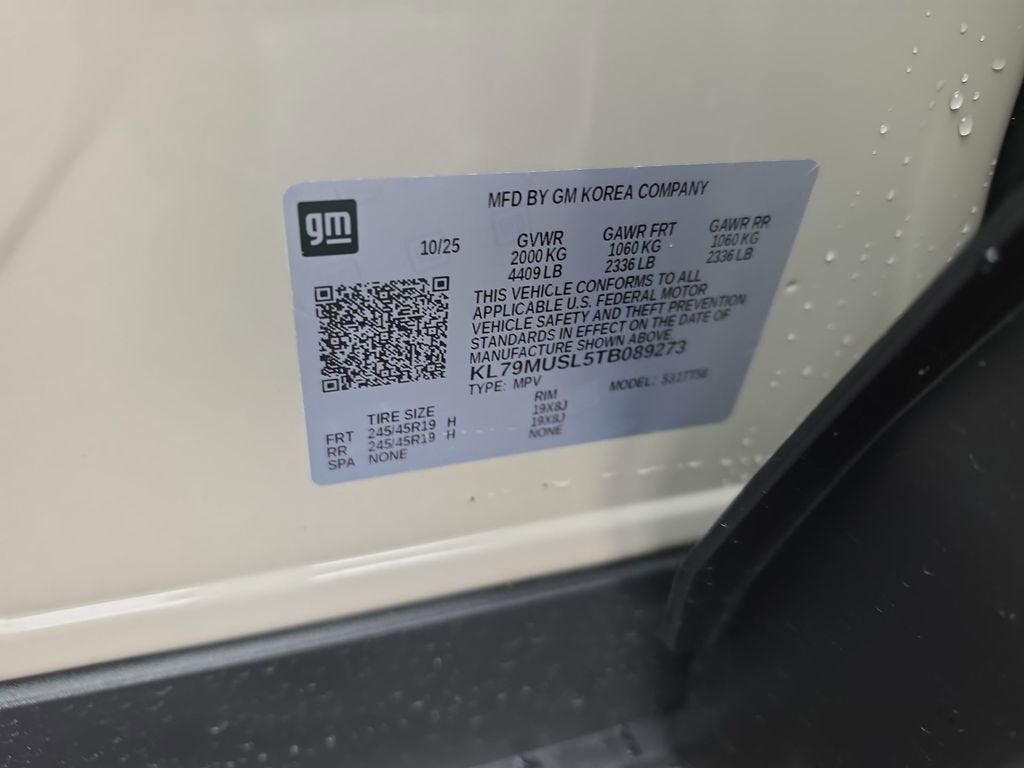 gm
MFD BY GM KOREA COMPANY
10/25
GVWR GAWR FRT GAWR RR
2000 KG 1060 KG 1060 KG
4409 LB 2336 LB 2336 LB
THIS VEHICLE CONFORMS TO ALL
APPLICABLE U.S. FEDERAL MOTOR
VEHICLE SAFETY AND THEFT PREVENTION
STANDARDS IN EFFECT ON THE DATE OF
MANUFACTURE SHOWN ABOVE.
KL79MUSL5TB089273
TYPE: MPV MODEL:
TIRE SIZE RIM
FRT 245/45R19 H 19X8J
RR 245/45R19 H 19X8J
SPA NONE NONE